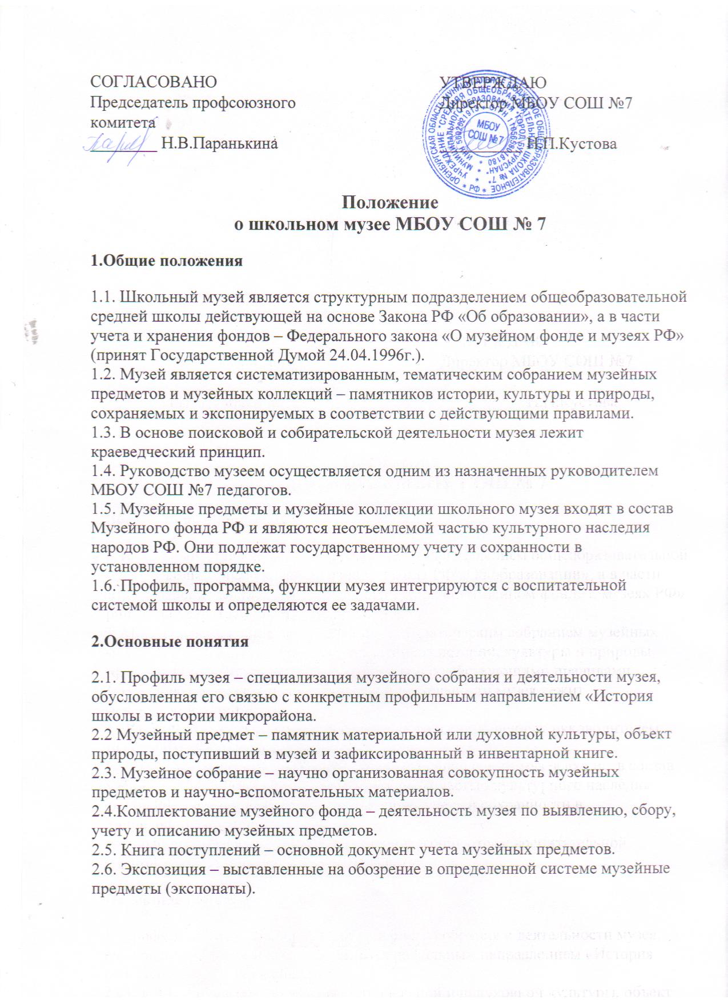 СОГЛАСОВАНО
Председатель профсоюзного
комитета
________ Н.В.Паранькина
УТВЕРЖДАЮ
Директор МБОУ СОШ №7
Н.П.Кустова
МБОУ
СОШ №7
Положение
о школьном музее МБОУ СОШ № 7
1.Общие положения
1.1. Школьный музей является структурным подразделением общеобразовательной
средней школы действующей на основе Закона РФ «Об образовании», а в части
учета и хранения фондов – Федерального закона «О музейном фонде и музеях РФ»
(принят Государственной Думой 24.04.1996г.).
1.2. Музей является систематизированным, тематическим собранием музейных
предметов и музейных коллекций – памятников истории, культуры и природы,
сохраняемых и экспонируемых в соответствии с действующими правилами.
1.3. В основе поисковой и собирательской деятельности музея лежит
краеведческий принцип.
1.4. Руководство музеем осуществляется одним из назначенных руководителем
МБОУ СОШ №7 педагогов.
1.5. Музейные предметы и музейные коллекции школьного музея входят в состав
Музейного фонда РФ и являются неотъемлемой частью культурного наследия
народов РФ. Они подлежат государственному учету и сохранности в
установленном порядке.
1.6. Профиль, программа, функции музея интегрируются с воспитательной
системой школы и определяются ее задачами.
2.Основные понятия
2.1. Профиль музея – специализация музейного собрания и деятельности музея,
обусловленная его связью с конкретным профильным направлением «История
школы в истории микрорайона.
2.2 Музейный предмет – памятник материальной или духовной культуры, объект
природы, поступивший в музей и зафиксированный в инвентарной книге.
2.3. Музейное собрание – научно организованная совокупность музейных
предметов и научно-вспомогательных материалов.
2.4.Комплектование музейного фонда – деятельность музея по выявлению, сбору,
учету и описанию музейных предметов.
2.5. Книга поступлений – основной документ учета музейных предметов.
2.6. Экспозиция – выставленные на обозрение в определенной системе музейные
предметы (экспонаты).